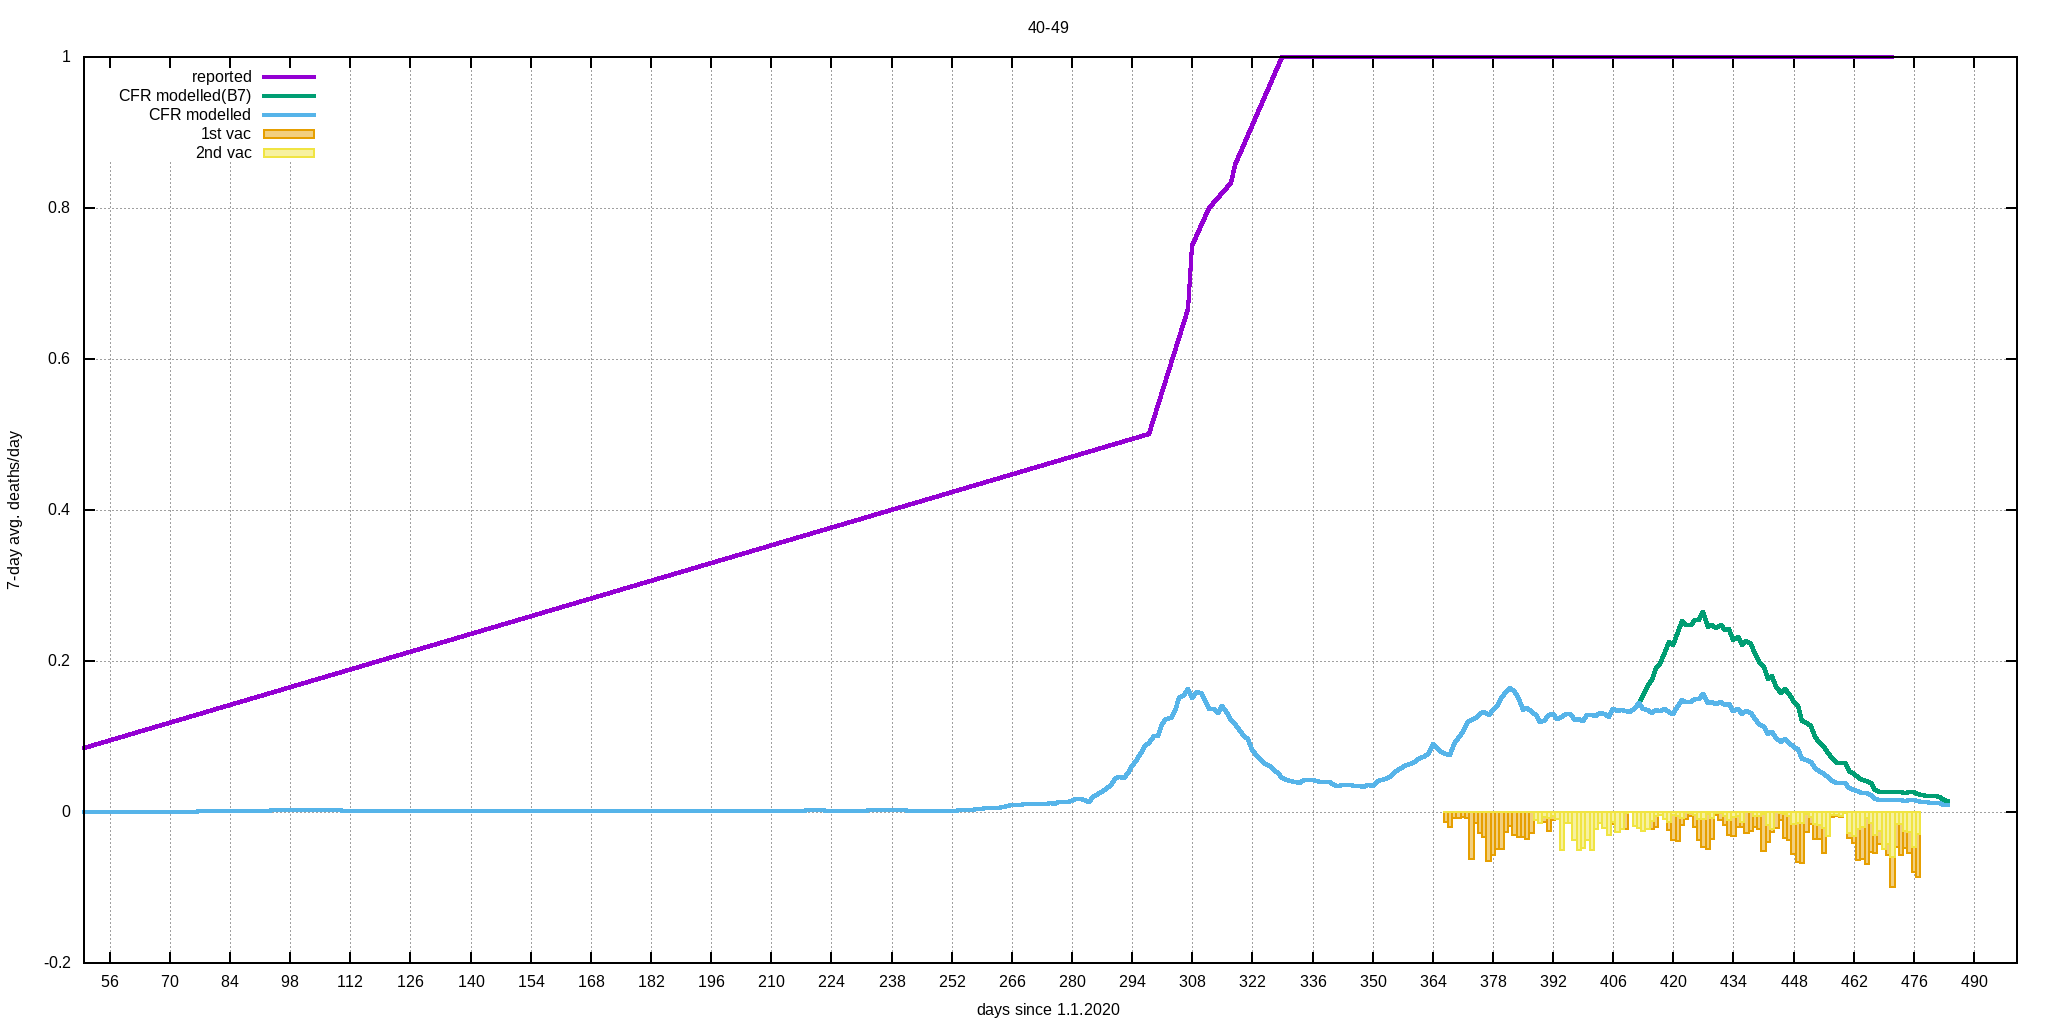 40-49
1
reported
CFR modelled(B7)
CFR modelled
1st vac
2nd vac
0.8
0.6
0.4
0.2
0
-0.2
7-day avg. deaths/day
56 70 84 98 112 126 140 154 168 182 196 210 224 238 252 266 280 294 308 322 336 350 364 378 392 406 420 434 448 462 476 490
days since 1.1.2020